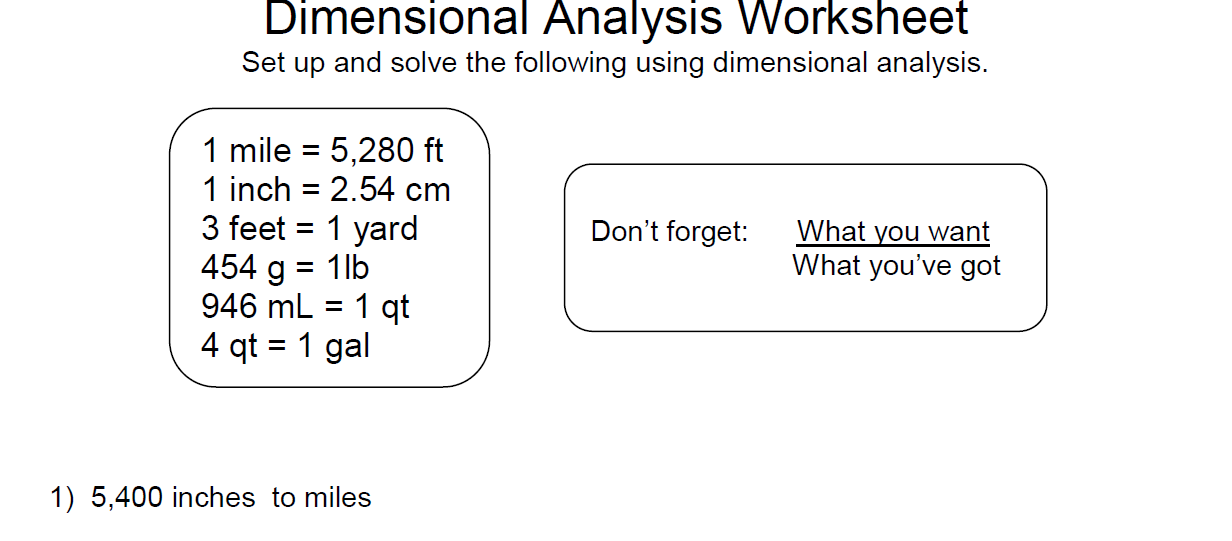 Dimensional Analysis Worksheet
Set up and solve the following using dimensional analysis.
1 mile = 5,280 ft
1 inch = 2.54 cm
3 feet = 1 yard
454 g = 1lb
946 mL = 1 qt
4 qt = 1 gal
Don’t forget: What you want
What you’ve got
1) 5,400 inches to miles